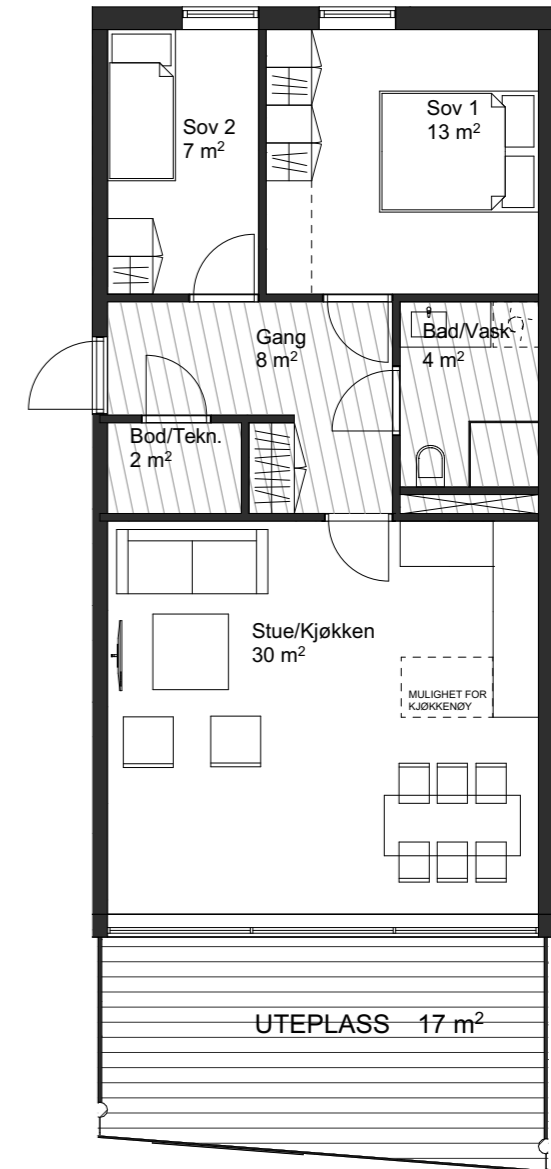 Sov 2
7 m²
Sov 1
13 m²
Gang
8 m²
Bad/Vask
4 m²
Bod/Tekn.
2 m²
Stue/Kjøkken
30 m²
MULIGHET FOR
KJØKKENØY
UTEPLASS 17 m²